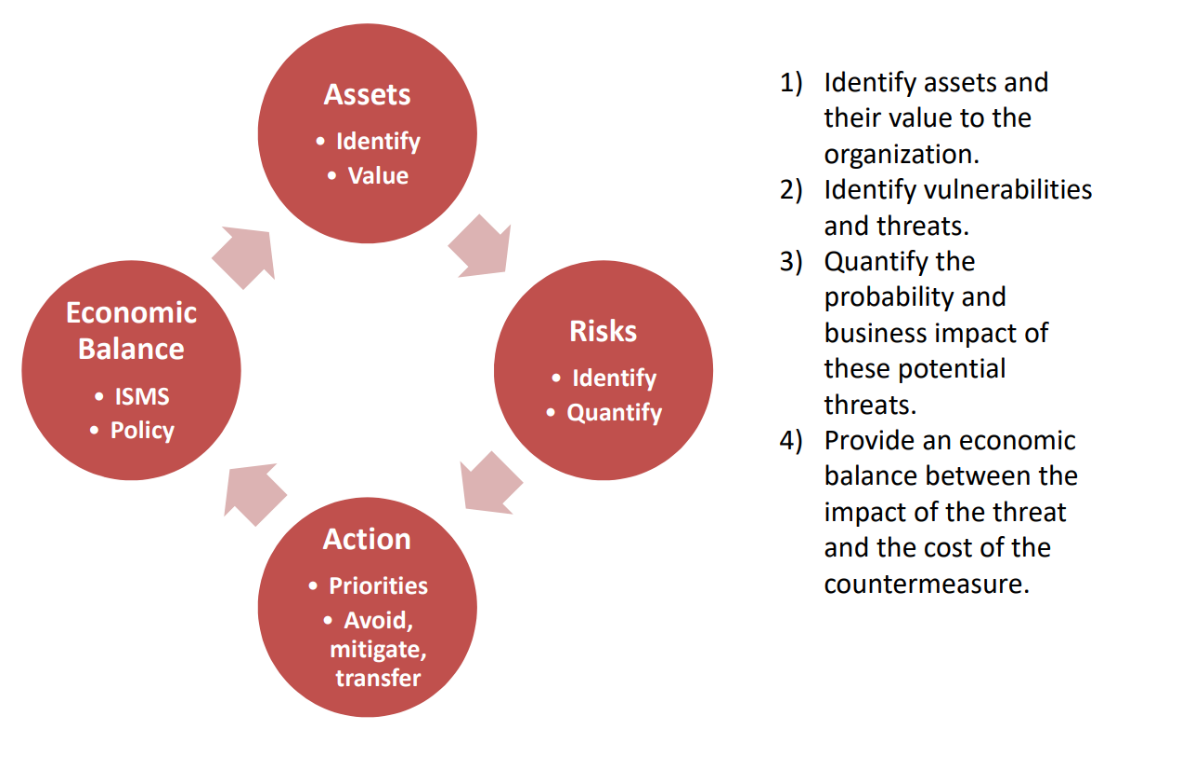 Assets
• Identify
• Value
Risks
• Identify
• Quantify
Action
• Priorities
• Avoid,
mitigate,
transfer
Economic
Balance
• ISMS
• Policy
1) Identify assets and
their value to the
organization.
2) Identify vulnerabilities
and threats.
3) Quantify the
probability and
business impact of
these potential
threats.
4) Provide an economic
balance between the
impact of the threat
and the cost of the
countermeasure.